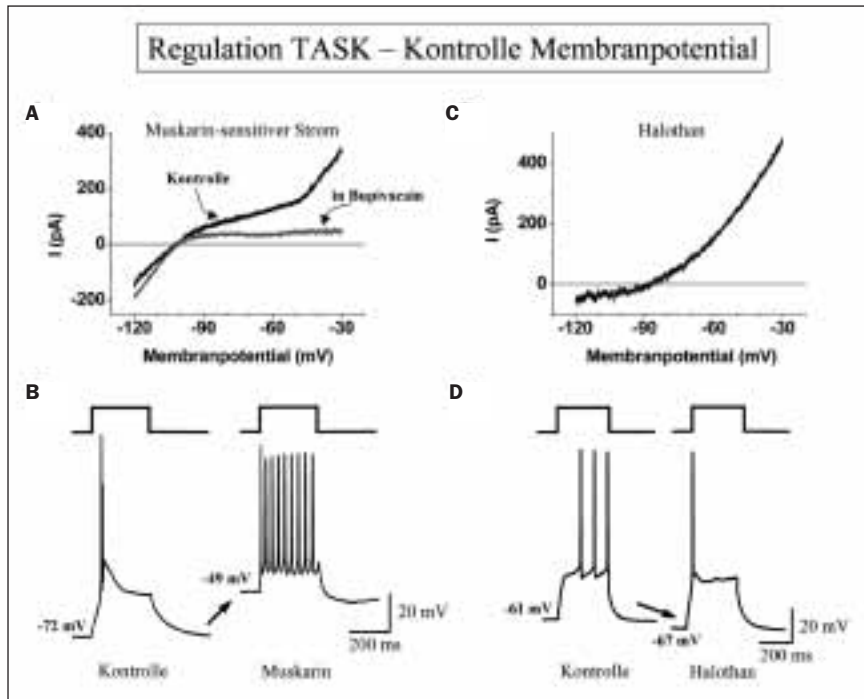 Regulation TASK – Kontrolle Membranpotential
A
Muskarin-sensitiver Strom
400
200
0
-200
I (pA)
Kontrolle
in Bupivacain
-120
-90
-60
-30
Membranpotential (mV)
C
Halothan
400
200
0
I (pA)
-120
-90
-60
-30
Membranpotential (mV)
B
-72 mV
-49 mV
20 mV
200 ms
Kontrolle
Muskarin
D
-61 mV
-67 mV
20 mV
200 ms
Kontrolle
Halothan